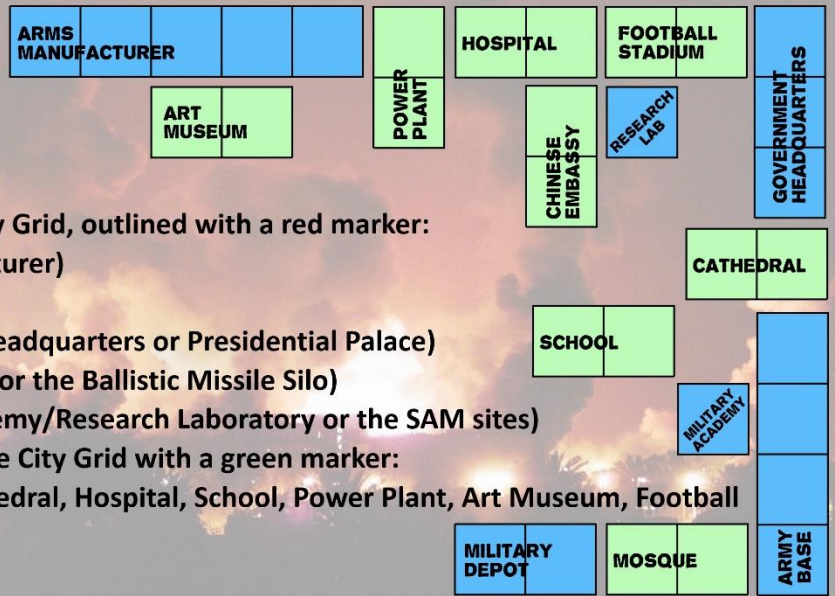 ARMS
MANUFACTURER
POWER
PLANT
HOSPITAL
FOOTBALL
STADIUM
GOVERNMENT
HEADQUARTERS
ART
MUSEUM
CHINESE
EMBASSY
RESEARCH
LAB
y Grid, outlined with a red marker:
turer)
CATHEDRAL
eadquarters or Presidential Palace)
SCHOOL
or the Ballistic Missile Silo)
emy/Research Laboratory or the SAM sites)
MILITARY
ACADEMY
e City Grid with a green marker:
edral, Hospital, School, Power Plant, Art Museum, Football
MILITARY
DEPOT
MOSQUE
ARMY
BASE